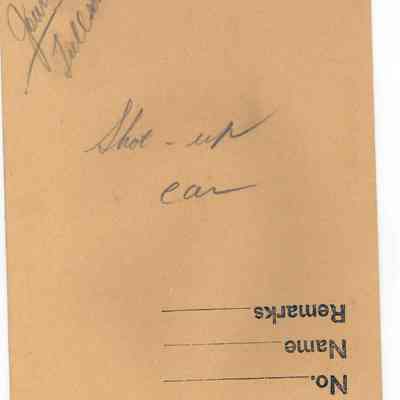 Shot - up
car
Remarks
Name
No.